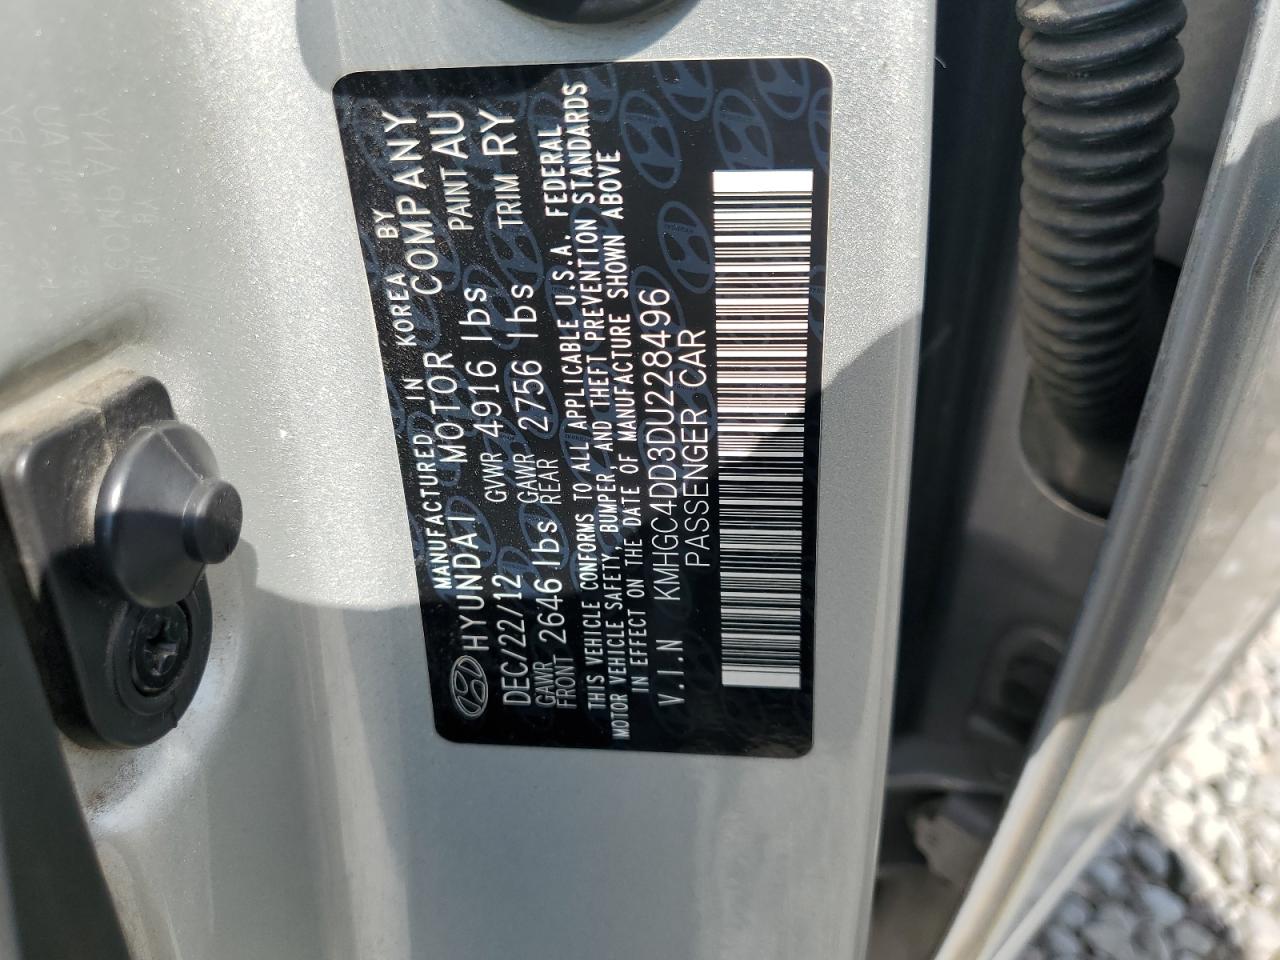 MANUFACTURED IN KOREA BY
HYUNDAI MOTOR COMPANY
DEC/22/12 GVWR 4916 lbs PAINT AU
GAWR FRONT 2646 lbs GAWR REAR 2756 lbs TRIM RY
THIS VEHICLE CONFORMS TO ALL APPLICABLE U.S.A. FEDERAL
MOTOR VEHICLE SAFETY, BUMPER, AND THEFT PREVENTION STANDARDS
IN EFFECT ON THE DATE OF MANUFACTURE SHOWN ABOVE
V.I.N KMHGC4DD3DU228496
PASSENGER CAR